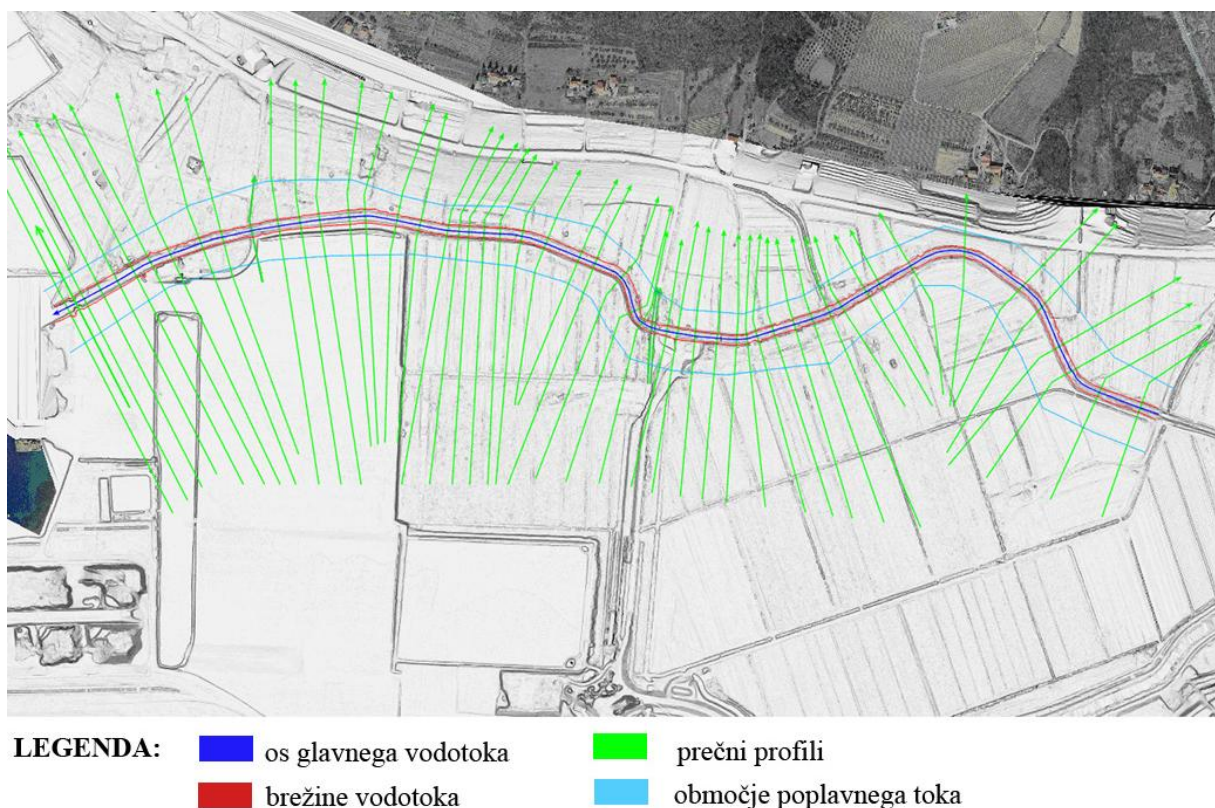 LEGENDA:
os glavnega vodotoka
prečni profili
brežine vodotoka
območje poplavnega toka